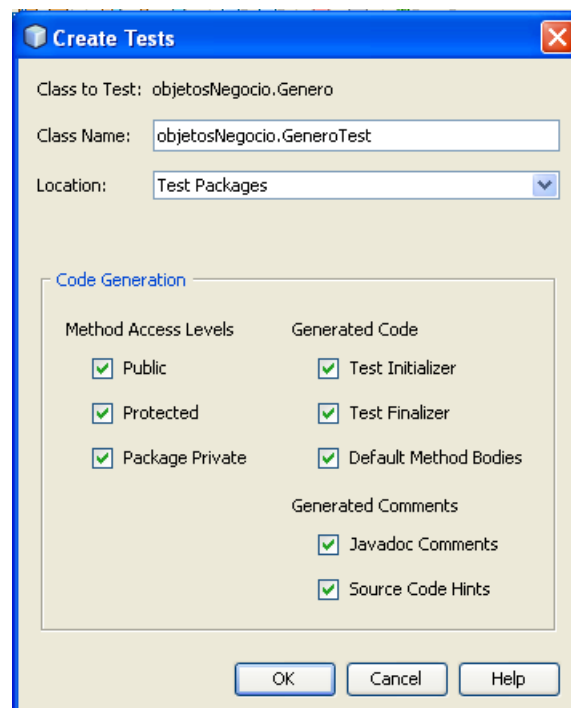 Create Tests
Class to Test: objetosNegocio.Genero
Class Name: objetosNegocio.GeneroTest
Location: Test Packages
Code Generation
Method Access Levels Generated Code
Public Test Initializer
Protected Test Finalizer
Package Private Default Method Bodies
Generated Comments
Javadoc Comments
Source Code Hints
OK Cancel Help